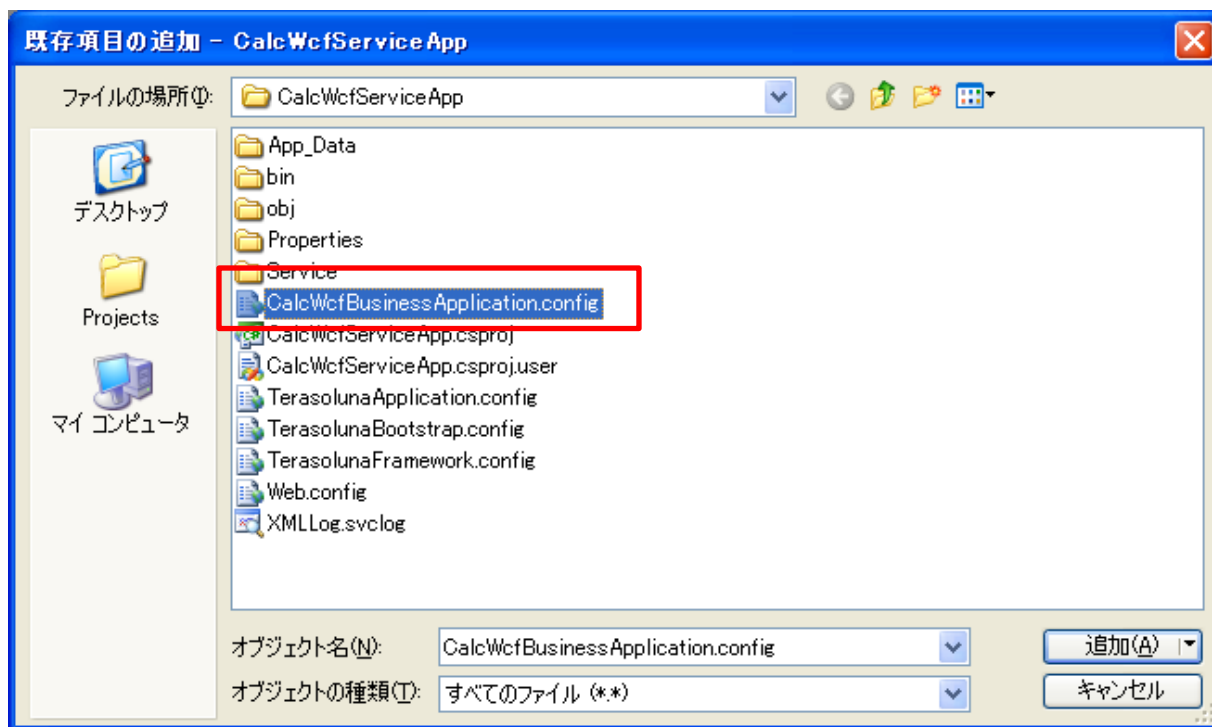 既存項目の追加 - CalcWcfServiceApp
ファイルの場所(I):
CalcWcfServiceApp
デスクトップ
Projects
マイ コンピュータ
App_Data
bin
obj
Properties
Service
CalcWcfBusinessApplication.config
CalcWcfServiceApp.csproj
CalcWcfServiceApp.csproj.user
TerasolunaApplication.config
TerasolunaBootstrap.config
TerasolunaFramework.config
Web.config
XMLLog.svclog
オブジェクト名(N):
CalcWcfBusinessApplication.config
追加(A)
オブジェクトの種類(T):
すべてのファイル (*.*)
キャンセル